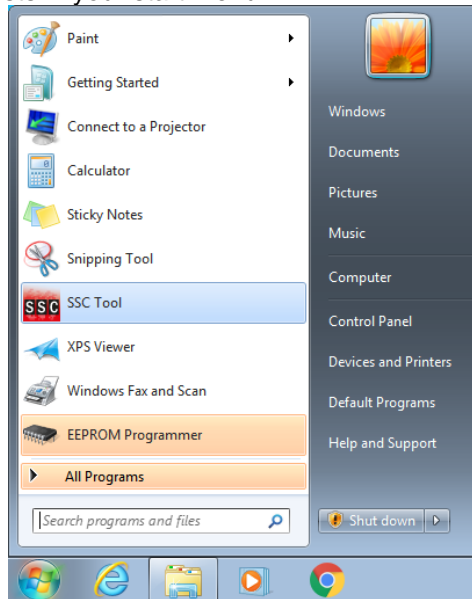 Paint
Getting Started
Connect to a Projector
Calculator
Sticky Notes
Snipping Tool
SSC SSC Tool
XPS Viewer
Windows Fax and Scan
EEPROM Programmer
All Programs
Search programs and files
Windows
Documents
Pictures
Music
Computer
Control Panel
Devices and Printers
Default Programs
Help and Support
Shut down